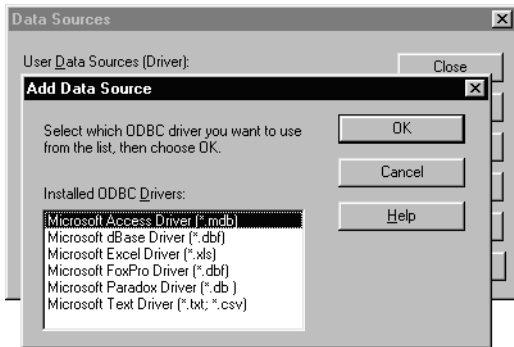 Data Sources
User Data Sources (Driver):
Close
Add Data Source
Select which ODBC driver you want to use
from the list, then choose OK.
OK
Cancel
Help
Installed ODBC Drivers:
Microsoft Access Driver (*.mdb)
Microsoft dBase Driver (*.dbf)
Microsoft Excel Driver (*.xls)
Microsoft FoxPro Driver (*.dbf)
Microsoft Paradox Driver (*.db )
Microsoft Text Driver (*.txt; *.csv)